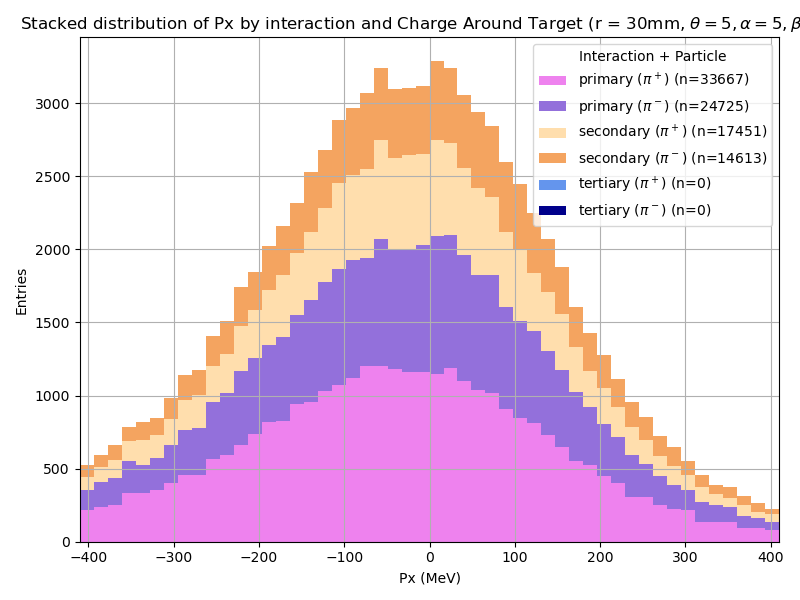 Stacked distribution of Px by interaction and Charge Around Target (r = 30mm, θ = 5, α = 5, β
Interaction + Particle
primary (π⁺) (n=33667)
primary (π⁻) (n=24725)
secondary (π⁺) (n=17451)
secondary (π⁻) (n=14613)
tertiary (π⁺) (n=0)
tertiary (π⁻) (n=0)
3000
2500
2000
1500
1000
500
0
Entries
−400
−300
−200
−100
0
100
200
300
400
Px (MeV)